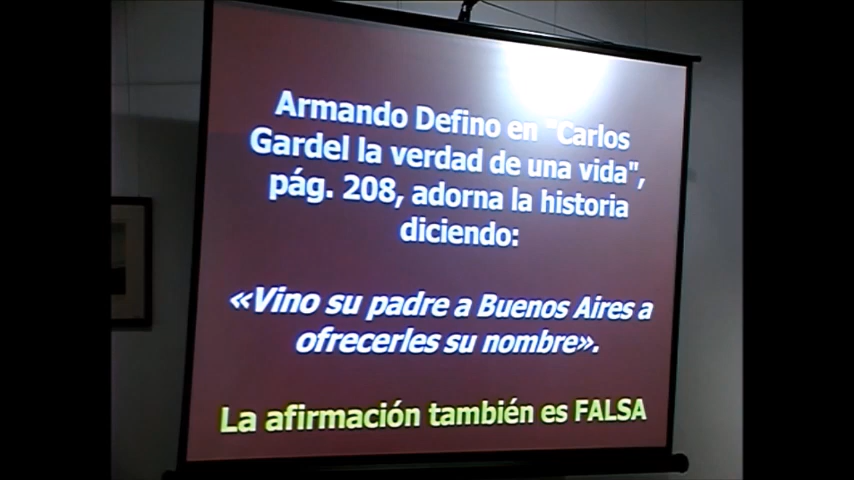 Armando Defino en "Carlos
Gardel la verdad de una vida",
pág. 208, adorna la historia
diciendo:
«Vino su padre a Buenos Aires a
ofrecerles su nombre».
La afirmación también es FALSA